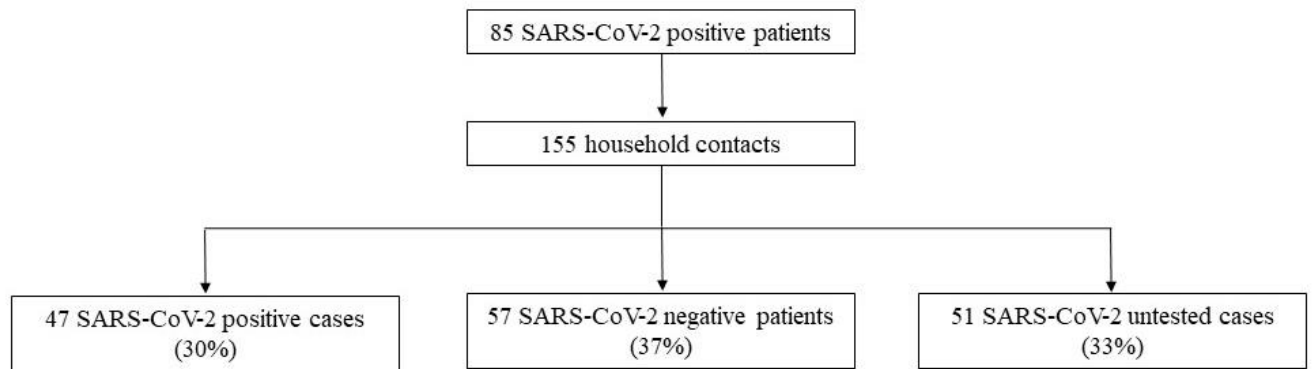 85 SARS-CoV-2 positive patients
155 household contacts
47 SARS-CoV-2 positive cases
(30%)
57 SARS-CoV-2 negative patients
(37%)
51 SARS-CoV-2 untested cases
(33%)